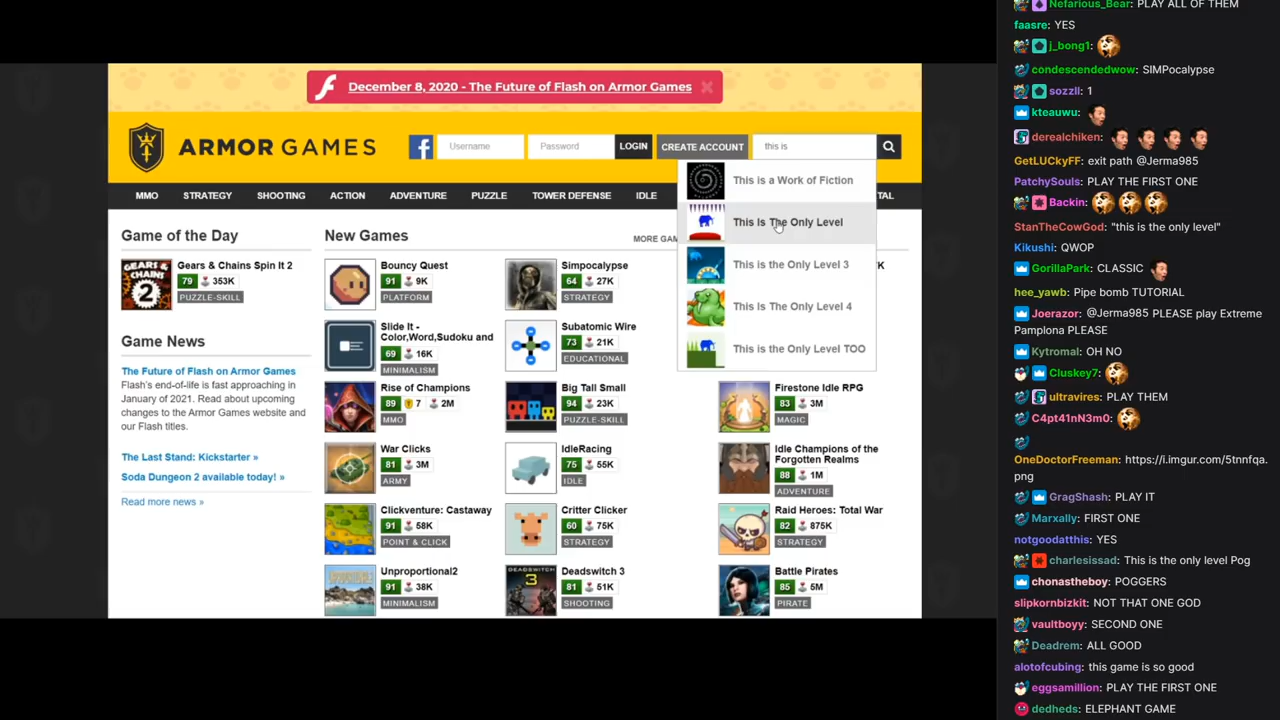 December 8, 2020 - The Future of Flash on Armor Games
ARMOR GAMES
Username
Password
LOGIN
CREATE ACCOUNT
this is
This is a Work of Fiction
This Is The Only Level
This is the Only Level 3
This Is The Only Level 4
This is the Only Level TOO
MMO
STRATEGY
SHOOTING
ACTION
ADVENTURE
PUZZLE
TOWER DEFENSE
IDLE
TAL
Game of the Day
Gears & Chains Spin It 2
79
353K
PUZZLE-SKILL
GEARS &
CHAINS
2
Game News
The Future of Flash on Armor Games
Flash's end-of-life is fast approaching in
January of 2021. Read about upcoming
changes to the Armor Games website and
our Flash titles.
The Last Stand: Kickstarter »
Soda Dungeon 2 available today! »
Read more news »
New Games
MORE GAM
K
Bouncy Quest
91
9K
PLATFORM
Simpocalypse
64
27K
STRATEGY
Slide It -
Color,Word,Sudoku and
69
16K
MINIMALISM
Subatomic Wire
73
21K
EDUCATIONAL
Rise of Champions
89
7
2M
MMO
Big Tall Small
94
23K
PUZZLE-SKILL
Firestone Idle RPG
83
3M
MAGIC
War Clicks
81
3M
ARMY
IdleRacing
75
55K
IDLE
Idle Champions of the
Forgotten Realms
88
1M
ADVENTURE
Clickventure: Castaway
91
58K
POINT & CLICK
Critter Clicker
60
75K
STRATEGY
Raid Heroes: Total War
82
875K
STRATEGY
Unproportional2
91
38K
MINIMALISM
DEADSWITCH
3
Deadswitch 3
81
51K
SHOOTING
Battle Pirates
85
5M
PIRATE
Nefarious_Bear: PLAY ALL OF THEM
faasre: YES
j_bong1:
condescendedwow: SIMPocalypse
sozzll: 1
kteauwu:
derealchiken:
GetLUCkyFF: exit path @Jerma985
PatchySouls: PLAY THE FIRST ONE
Backin:
StanTheCowGod: "this is the only level"
Kikushi: QWOP
GorillaPark: CLASSIC
hee_yawb: Pipe bomb TUTORIAL
Joerazor: @Jerma985 PLEASE play Extreme
Pamplona PLEASE
Kytromal: OH NO
Cluskey7:
ultravires: PLAY THEM
C4pt41nN3m0:
OneDoctorFreeman: https://i.imgur.com/5tnnfqa.
png
GragShash: PLAY IT
Marxally: FIRST ONE
notgoodatthis: YES
charlesissad: This is the only level Pog
chonastheboy: POGGERS
slipkornbizkit: NOT THAT ONE GOD
vaultboyy: SECOND ONE
Deadrem: ALL GOOD
alotofcubing: this game is so good
eggsamillion: PLAY THE FIRST ONE
dedheds: ELEPHANT GAME